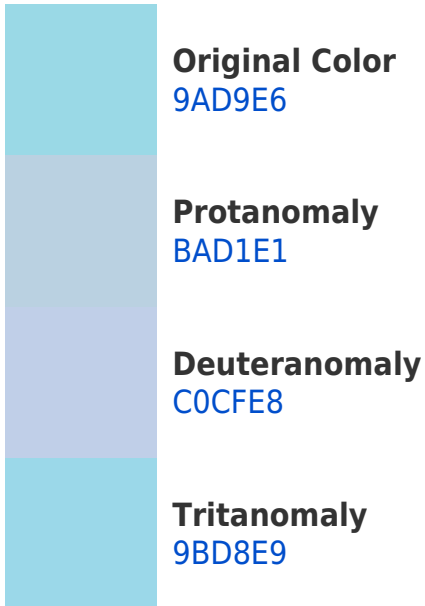 Original Color
9AD9E6
Protanomaly
BAD1E1
Deuteranomaly
C0CFE8
Tritanomaly
9BD8E9